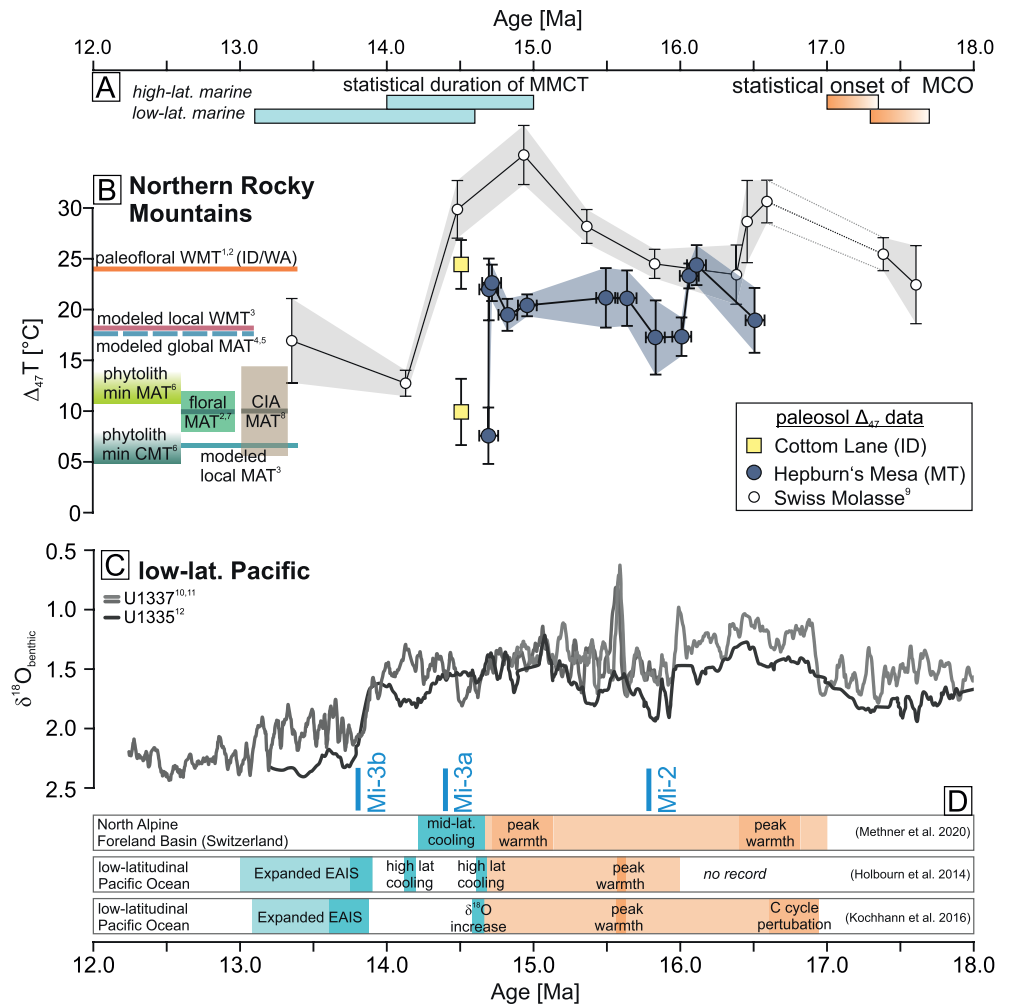 Age [Ma]
12.0 13.0 14.0 15.0 16.0 17.0 18.0
A
high-lat. marine
low-lat. marine
statistical duration of MMCT
statistical onset of MCO
B Northern Rocky
Mountains
Δ47T [°C]
30
25
20
15
10
05
0
paleofloral WMT1,2 (ID/WA)
modeled local WMT3
modeled global MAT4,5
phytolith
min MAT6
floral
MAT2,7
CIA
MAT8
phytolith
min CMT6
modeled
local MAT3
paleosol Δ47 data
Cottom Lane (ID)
Hepburn's Mesa (MT)
Swiss Molasse9
C low-lat. Pacific
U133710,11
U133512
δ18Obenthic
0.5
1.0
1.5
2.0
2.5
Mi-3b
Mi-3a
Mi-2
D
North Alpine
Foreland Basin (Switzerland)
mid-lat.
cooling
peak
warmth
peak
warmth
(Methner et al. 2020)
low-latitudinal
Pacific Ocean
Expanded EAIS
high lat
cooling
high lat
cooling
peak
warmth
no record
(Holbourn et al. 2014)
low-latitudinal
Pacific Ocean
Expanded EAIS
δ18O
increase
peak
warmth
C cycle
pertubation
(Kochhann et al. 2016)
12.0 13.0 14.0 15.0 16.0 17.0 18.0
Age [Ma]